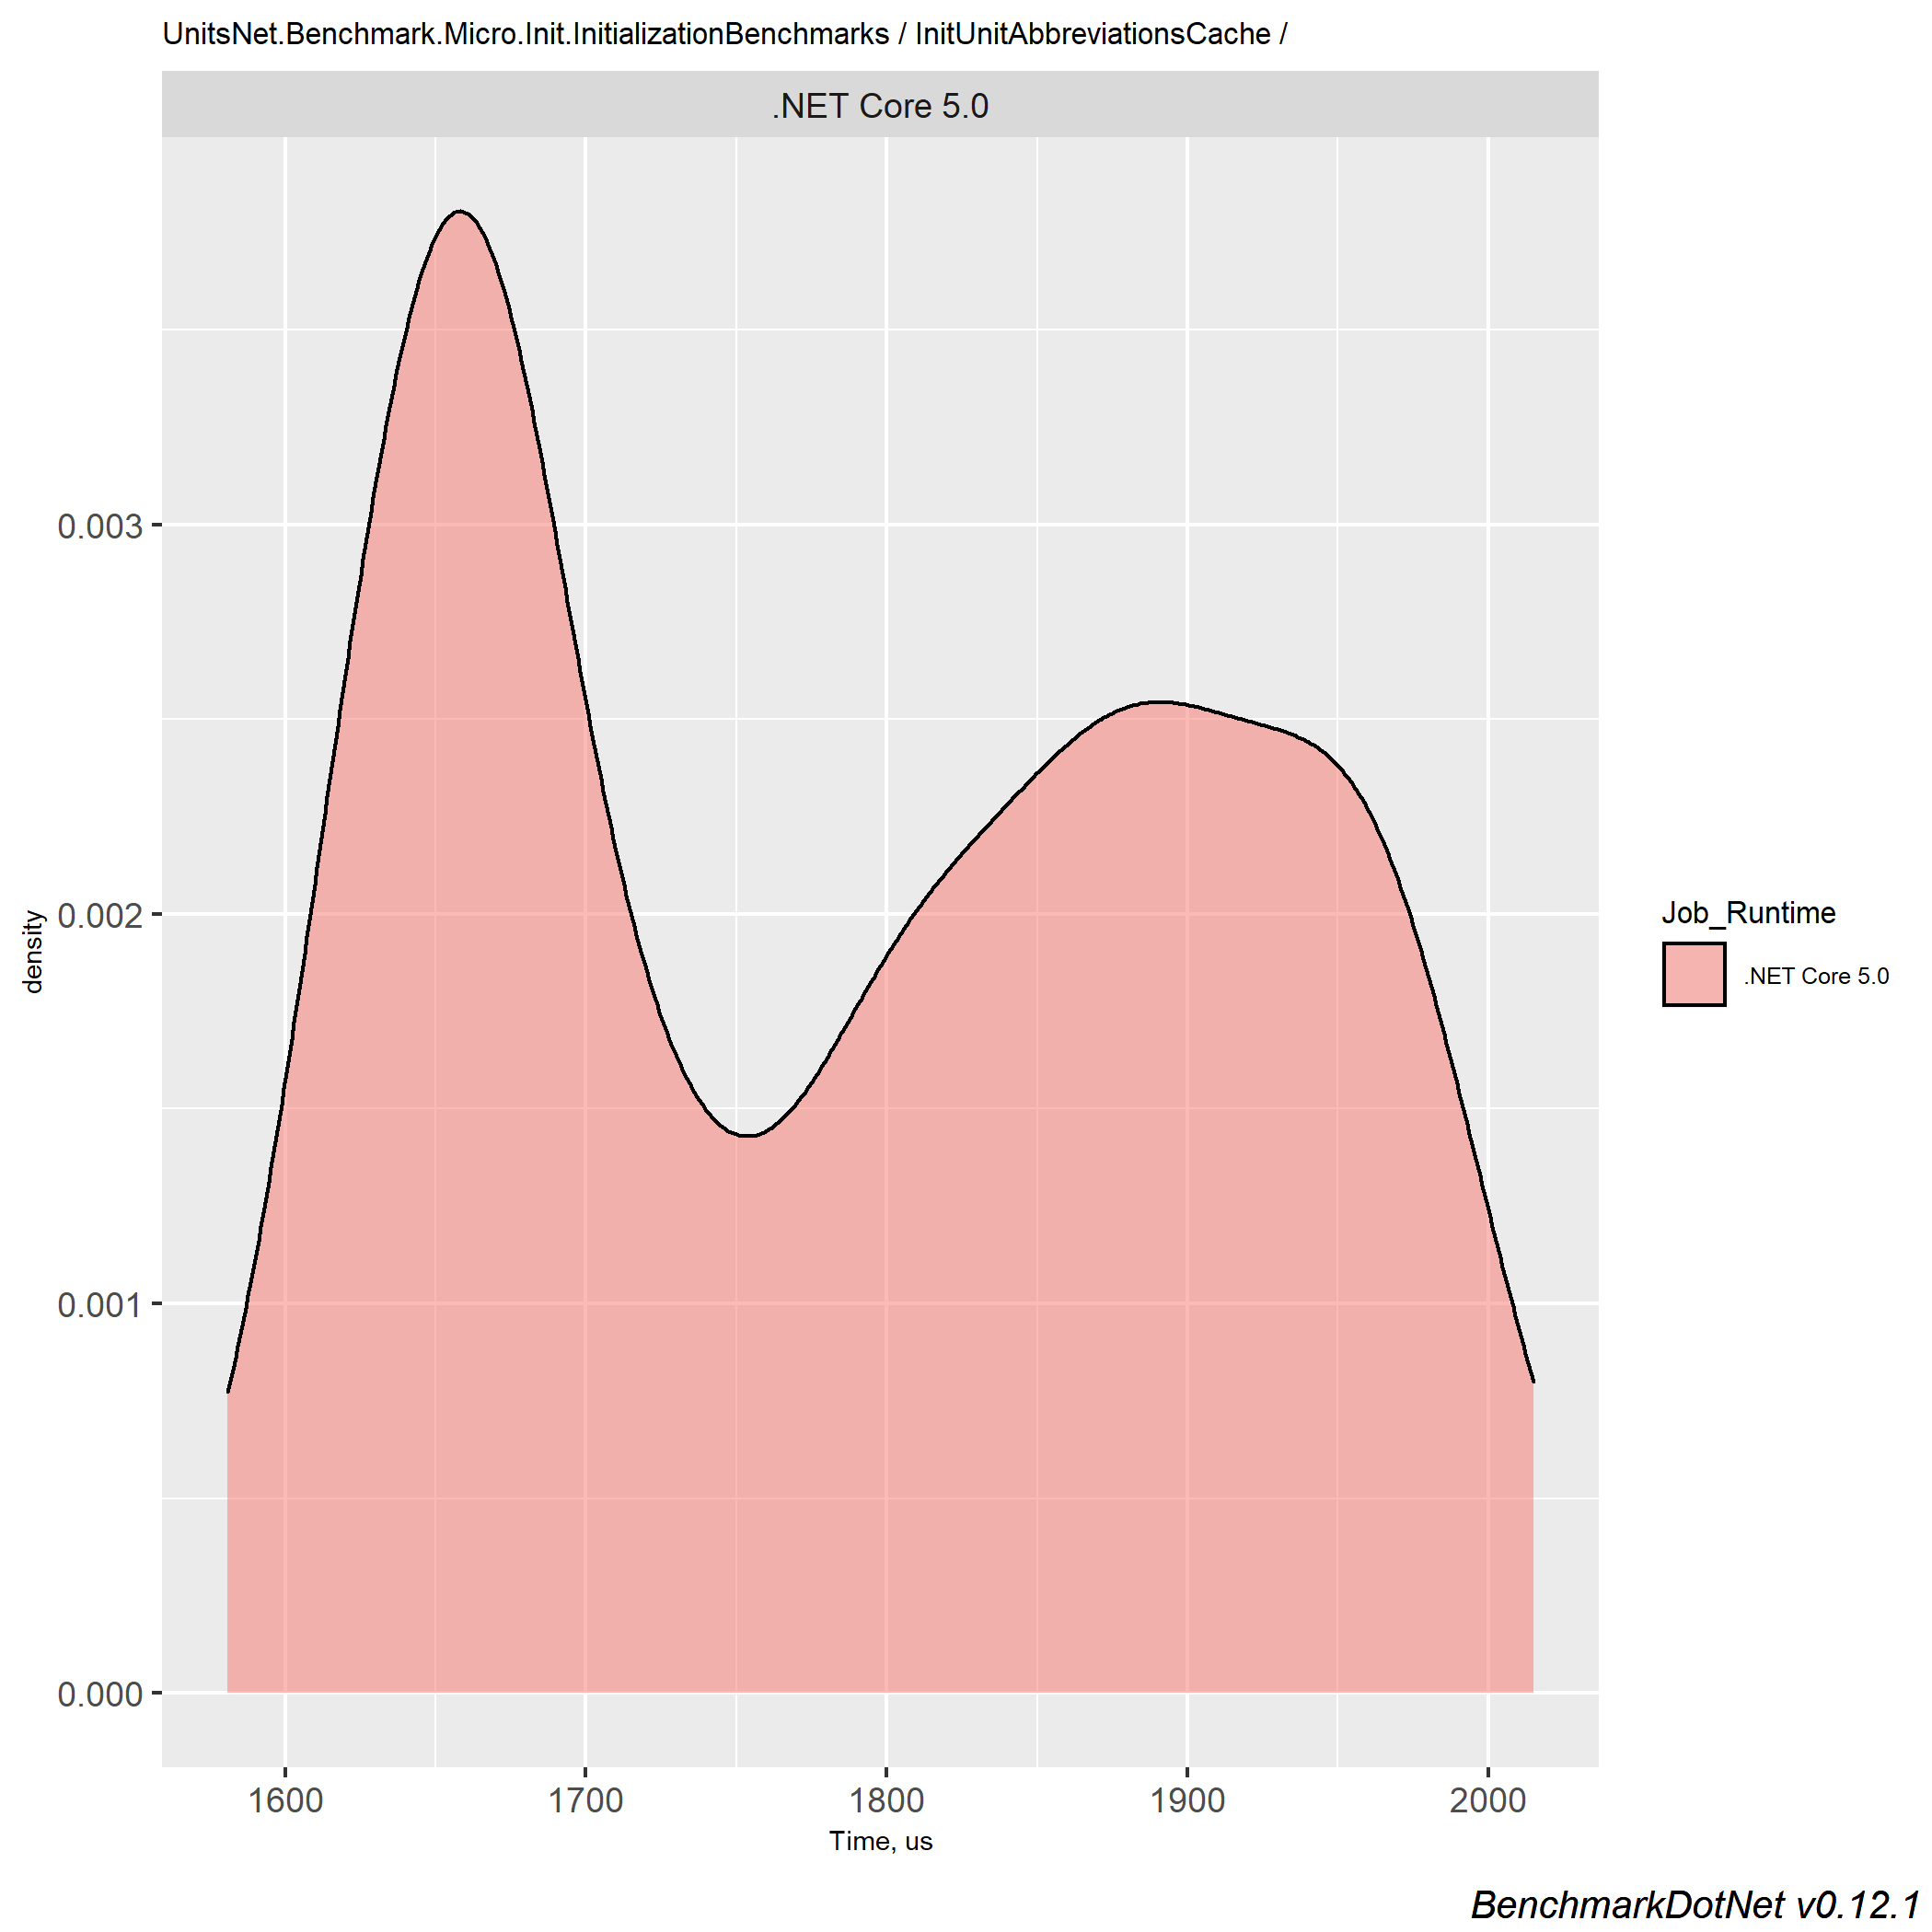 UnitsNet.Benchmark.Micro.Init.InitializationBenchmarks / InitUnitAbbreviationsCache /
.NET Core 5.0
0.003
0.002
0.001
0.000
density
1600 1700 1800 1900 2000
Time, us
Job_Runtime
.NET Core 5.0
BenchmarkDotNet v0.12.1